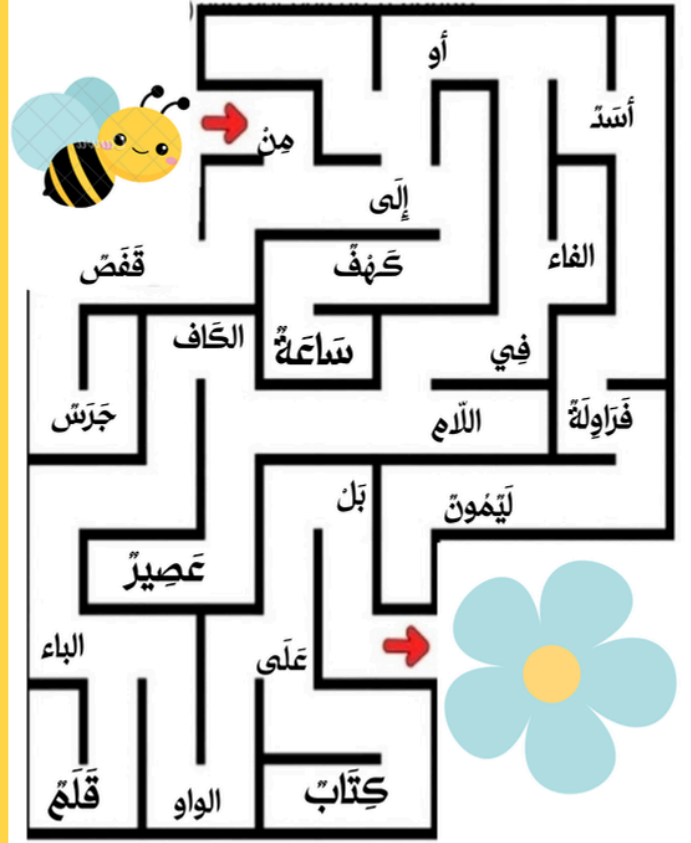 أو
أَسَدٌ
مِنْ
إِلَى
الفاء
كَهْفٌ
قَفَصٌ
فِي
سَاعَةٌ
الكَاف
فَرَاوِلَةٌ
اللّام
جَرَسٌ
لَيْمُونٌ
بَلْ
عَصِيرٌ
عَلَى
الباء
كِتَابٌ
الواو
قَلَمٌ